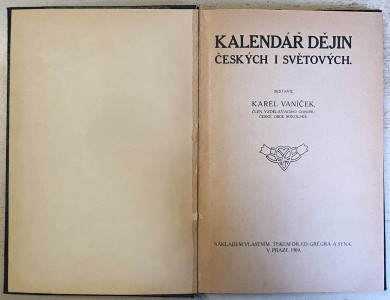 KALENDÁŘ DĚJIN
ČESKÝCH I SVĚTOVÝCH.
SESTAVIL
KAREL VANÍČEK,
ČLEN VZDĚLAVACÍHO ODBORU
ČESKÉ OBCE SOKOLSKÉ.
NÁKLADEM VLASTNÍM. TISKEM DR. ED. GRÉGRA A SYNA.
V PRAZE 1909.